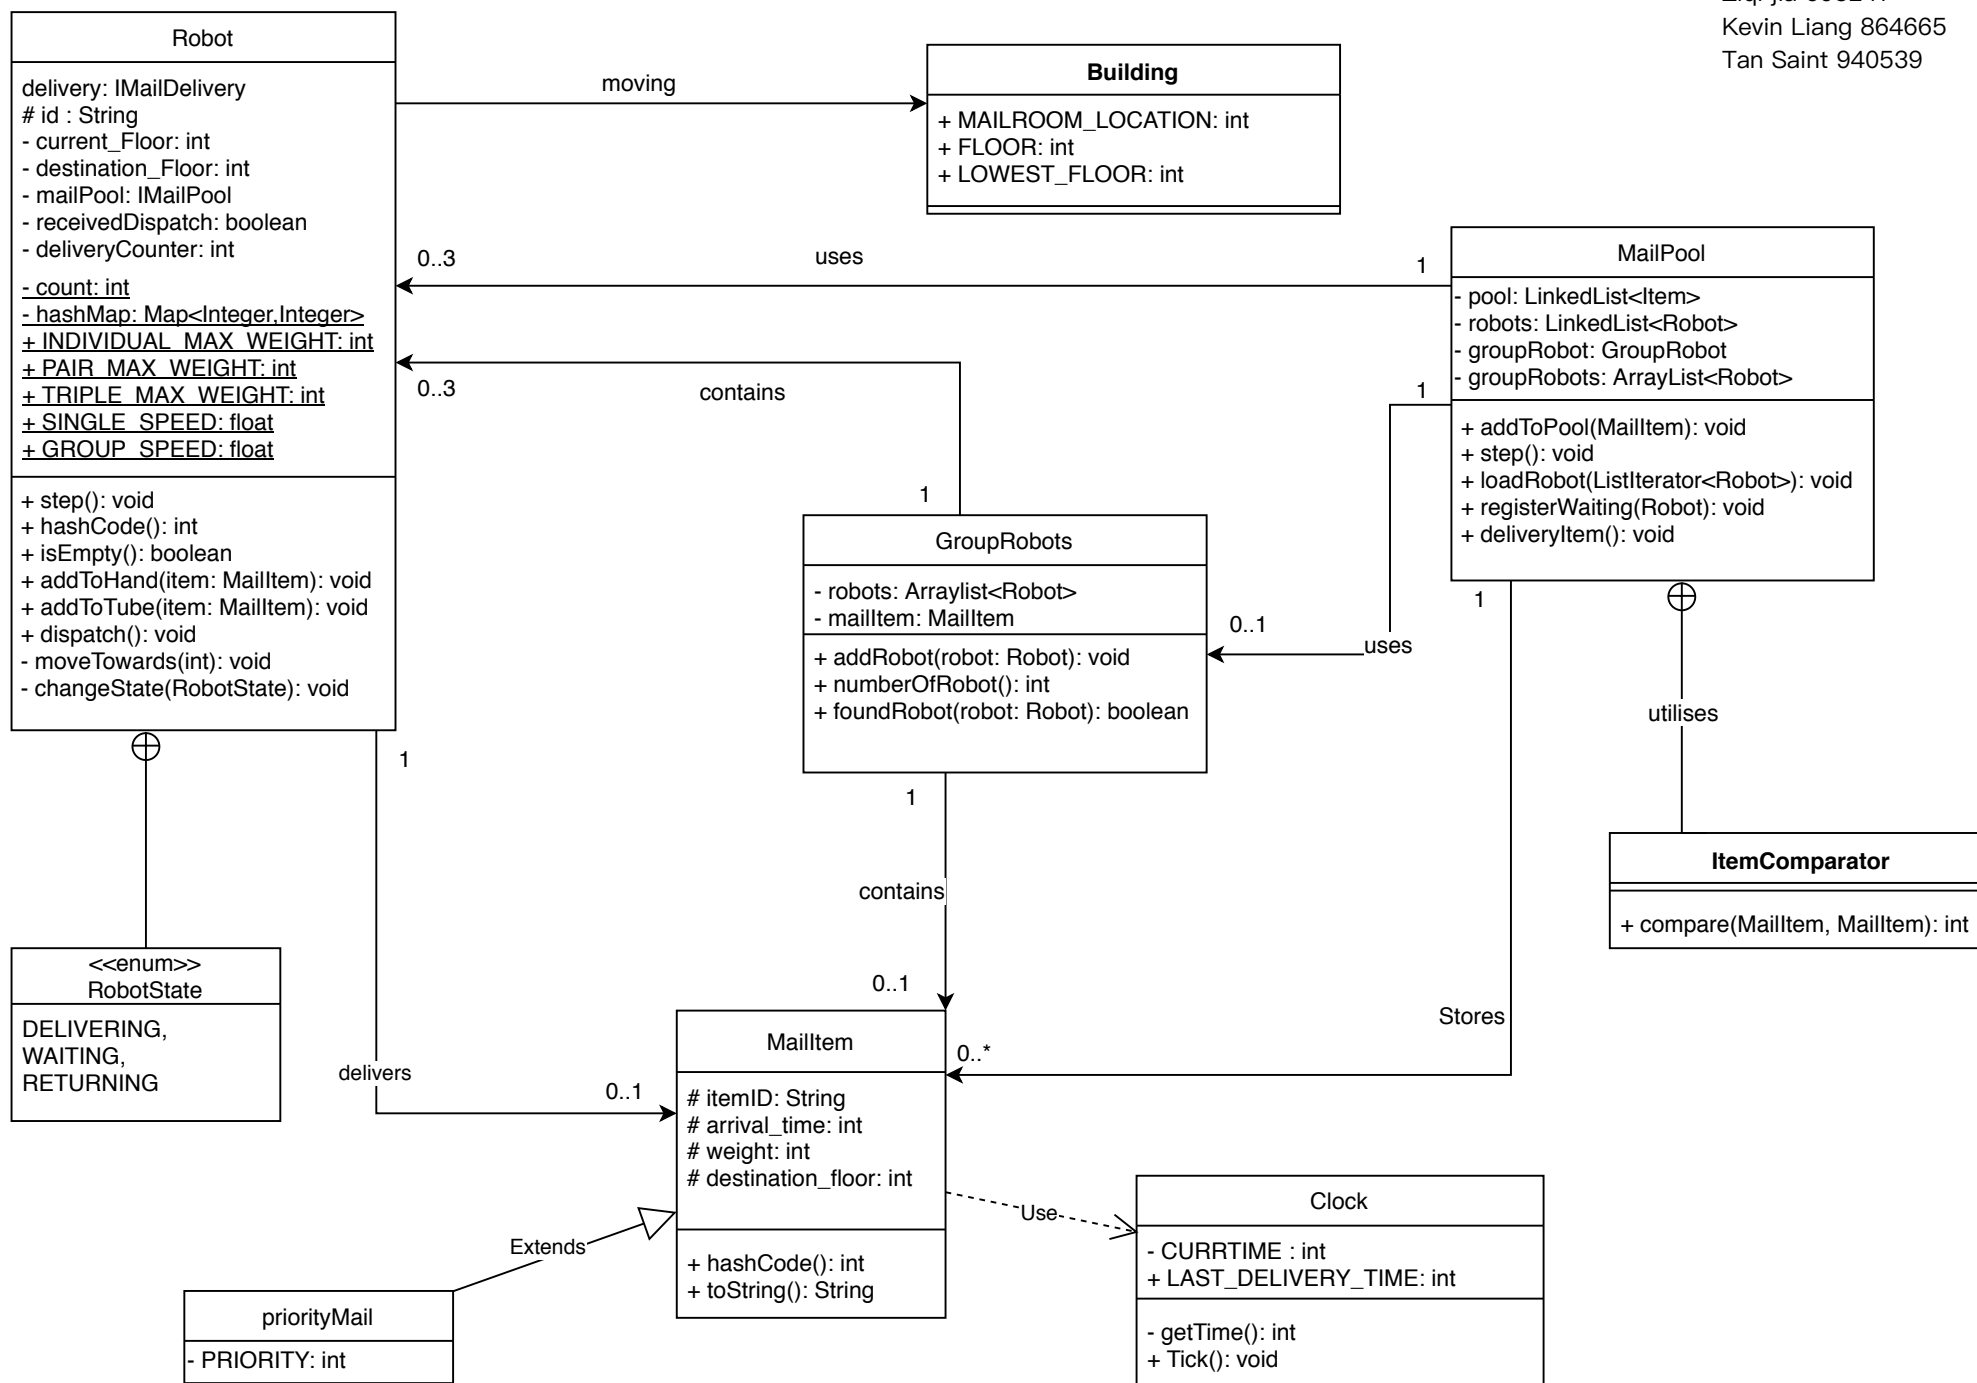 Kevin Liang 864665
Tan Saint 940539
Robot
delivery: IMailDelivery
# id : String
- current_Floor: int
- destination_Floor: int
- mailPool: IMailPool
- receivedDispatch: boolean
- deliveryCounter: int
- count: int
- hashMap: Map<Integer,Integer>
+ INDIVIDUAL_MAX_WEIGHT: int
+ PAIR_MAX_WEIGHT: int
+ TRIPLE_MAX_WEIGHT: int
+ SINGLE_SPEED: float
+ GROUP_SPEED: float
+ step(): void
+ hashCode(): int
+ isEmpty(): boolean
+ addToHand(item: MailItem): void
+ addToTube(item: MailItem): void
+ dispatch(): void
- moveTowards(int): void
- changeState(RobotState): void
moving
Building
+ MAILROOM_LOCATION: int
+ FLOOR: int
+ LOWEST_FLOOR: int
0..3
uses
1
MailPool
- pool: LinkedList<Item>
- robots: LinkedList<Robot>
- groupRobot: GroupRobot
- groupRobots: ArrayList<Robot>
+ addToPool(MailItem): void
+ step(): void
+ loadRobot(ListIterator<Robot>): void
+ registerWaiting(Robot): void
+ deliveryItem(): void
0..3
contains
1
1
GroupRobots
- robots: Arraylist<Robot>
- mailItem: MailItem
+ addRobot(robot: Robot): void
+ numberOfRobot(): int
+ foundRobot(robot: Robot): boolean
0..1
uses
1
utilises
1
1
contains
ItemComparator
+ compare(MailItem, MailItem): int
<<enum>>
RobotState
DELIVERING,
WAITING,
RETURNING
0..1
Stores
delivers
0..1
MailItem
0..*
# itemID: String
# arrival_time: int
# weight: int
# destination_floor: int
+ hashCode(): int
+ toString(): String
Extends
Use
Clock
- CURRTIME : int
+ LAST_DELIVERY_TIME: int
- getTime(): int
+ Tick(): void
priorityMail
- PRIORITY: int